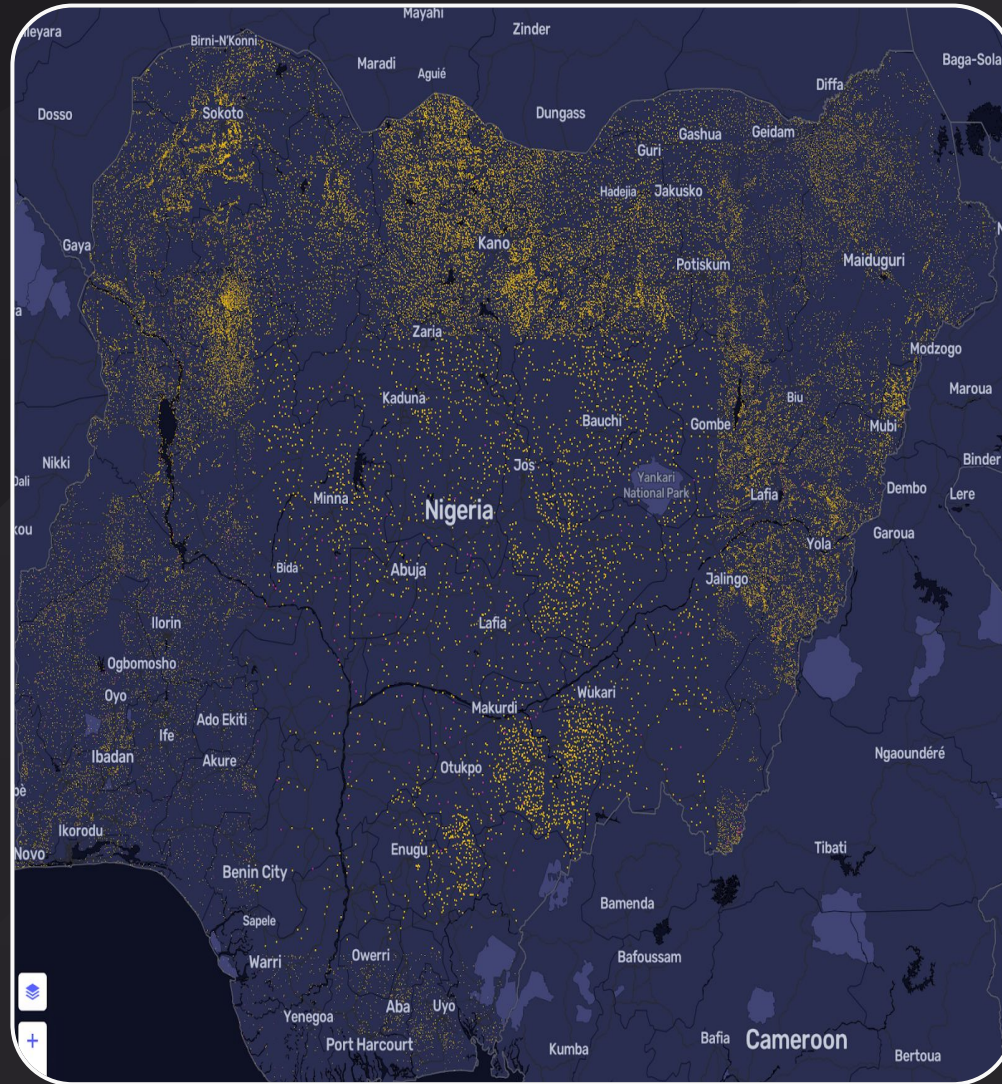 Mayahi
Zinder
Birni-N'Konni
Maradi
Aguié
Baga-Sola
Diffa
Dosso
Sokoto
Dungass
Gashua
Geidam
Guri
Hadejia
Jakusko
Gaya
Kano
Potiskum
Maiduguri
Zaria
Modzogo
Kaduna
Biu
Maroua
Bauchi
Gombe
Mubi
Nikki
Jos
Binder
Yankari
National Park
Dembo
Lere
Minna
Nigeria
Lafia
Garoua
Yola
Bida
Abuja
Jalingo
Ilorin
Lafia
Ogbomosho
Oyo
Wukari
Makurdi
Ado Ekiti
Ife
Ibadan
Akure
Otukpo
Ngaoundéré
Ikorodu
Novo
Enugu
Tibati
Benin City
Bamenda
Sapele
Owerri
Bafoussam
Warri
Aba
Uyo
Yenegoa
Port Harcourt
Kumba
Bafia
Cameroon
Bertoua